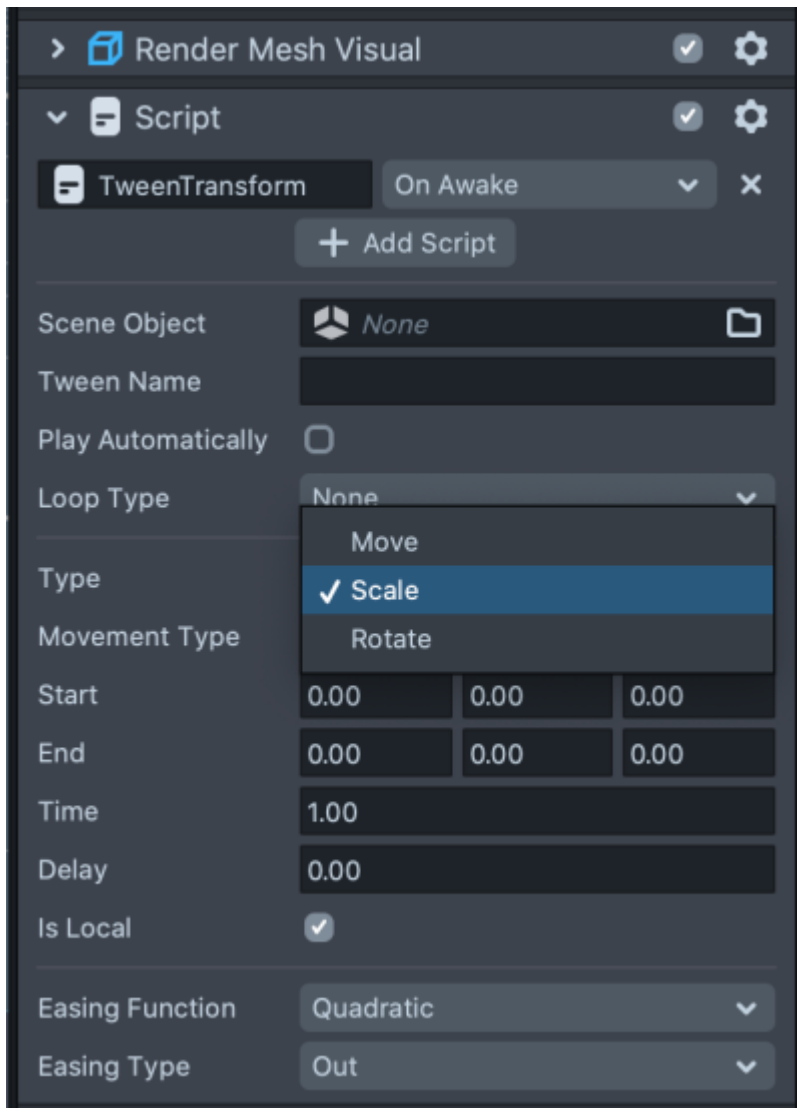 Render Mesh Visual
Script
TweenTransform On Awake
+ Add Script
Scene Object None
Tween Name
Play Automatically
Loop Type None
Move
Type
Scale
Movement Type
Rotate
Start 0.00 0.00 0.00
End 0.00 0.00 0.00
Time 1.00
Delay 0.00
Is Local
Easing Function Quadratic
Easing Type Out